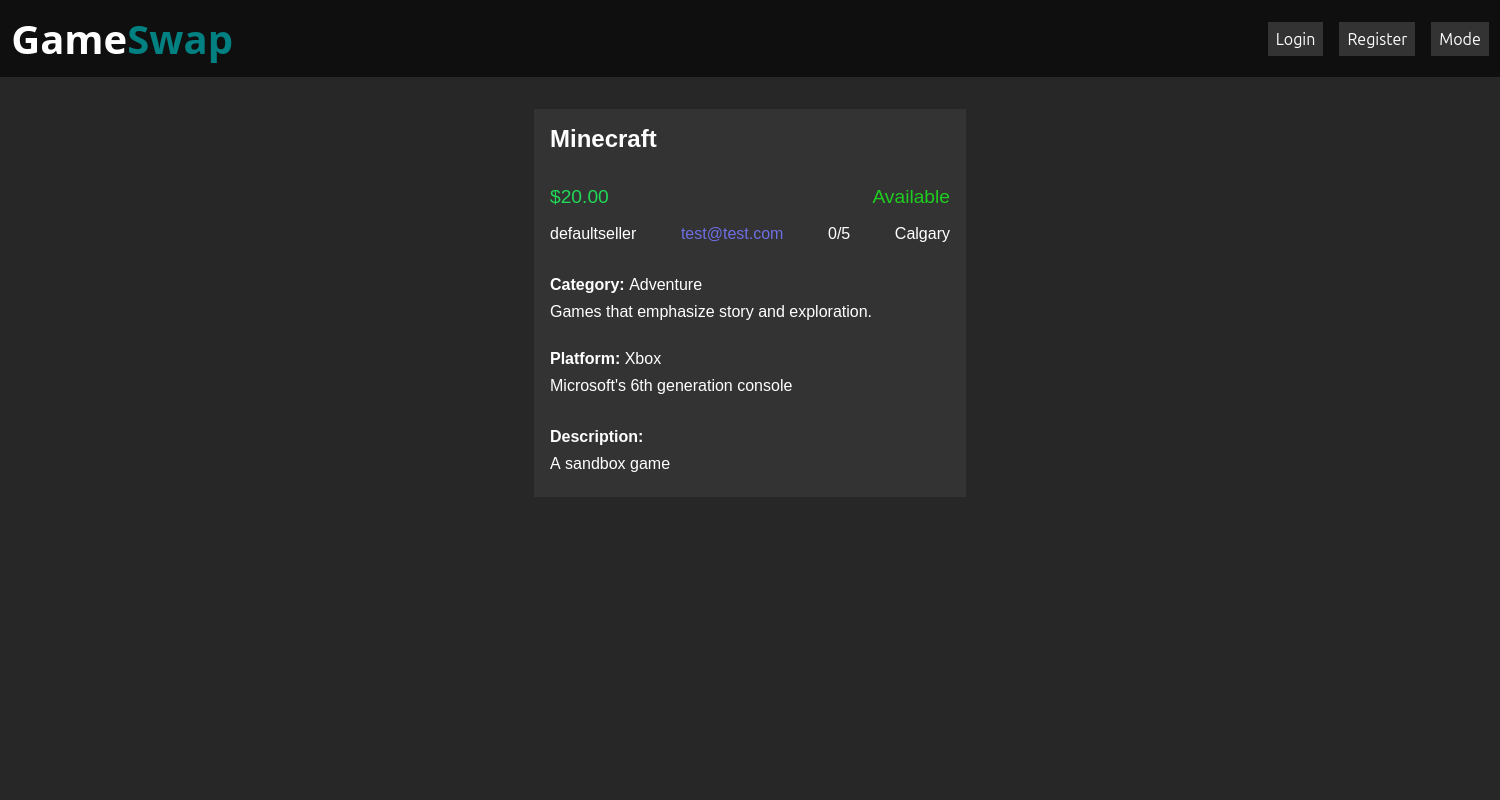 GameSwap
Login Register Mode
Minecraft
$20.00 Available
defaultseller test@test.com 0/5 Calgary
Category: Adventure
Games that emphasize story and exploration.
Platform: Xbox
Microsoft's 6th generation console
Description:
A sandbox game